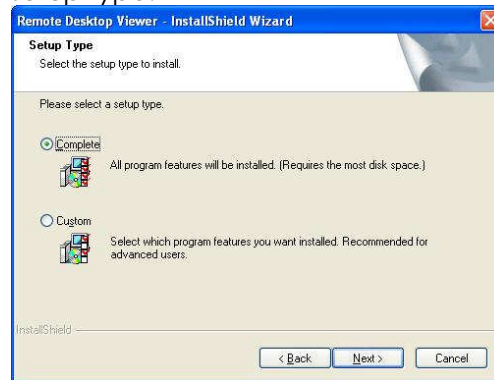 Remote Desktop Viewer - InstallShield Wizard
Setup Type
Select the setup type to install.
Please select a setup type.
Complete
All program features will be installed. (Requires the most disk space.)
Custom
Select which program features you want installed. Recommended for
advanced users.
InstallShield
< Back
Next >
Cancel